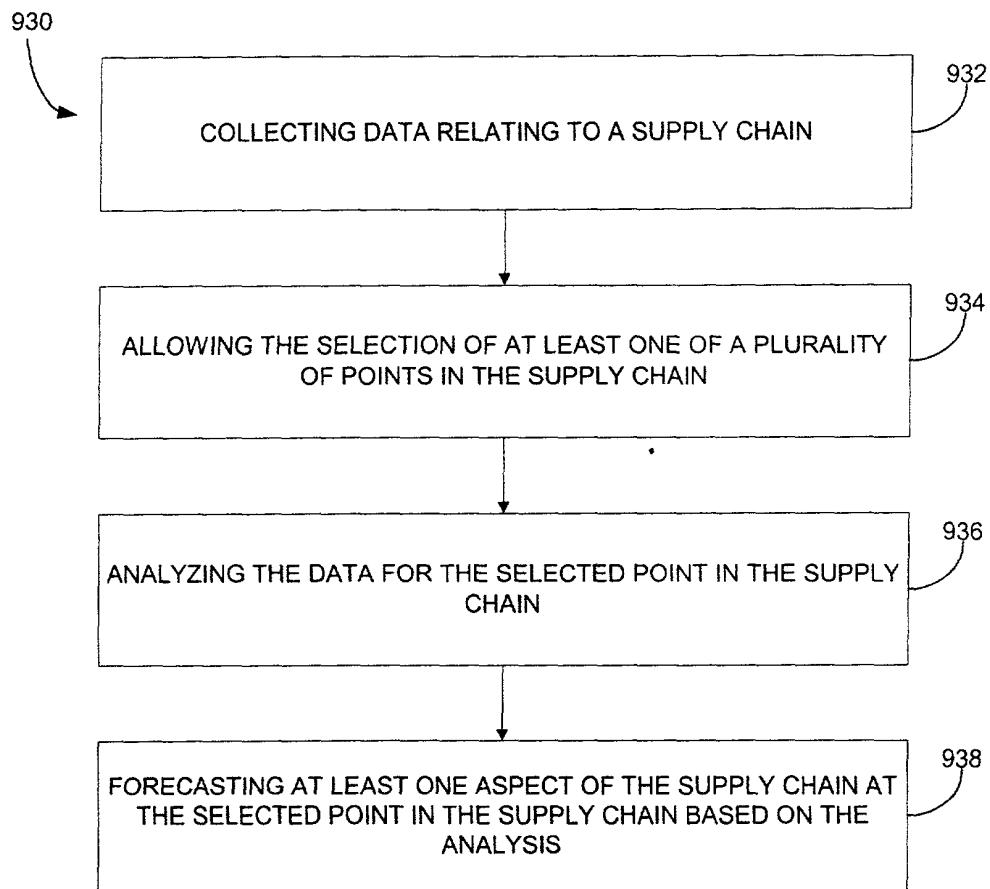 930
932
COLLECTING DATA RELATING TO A SUPPLY CHAIN
934
ALLOWING THE SELECTION OF AT LEAST ONE OF A PLURALITY
OF POINTS IN THE SUPPLY CHAIN
936
ANALYZING THE DATA FOR THE SELECTED POINT IN THE SUPPLY
CHAIN
938
FORECASTING AT LEAST ONE ASPECT OF THE SUPPLY CHAIN AT
THE SELECTED POINT IN THE SUPPLY CHAIN BASED ON THE
ANALYSIS